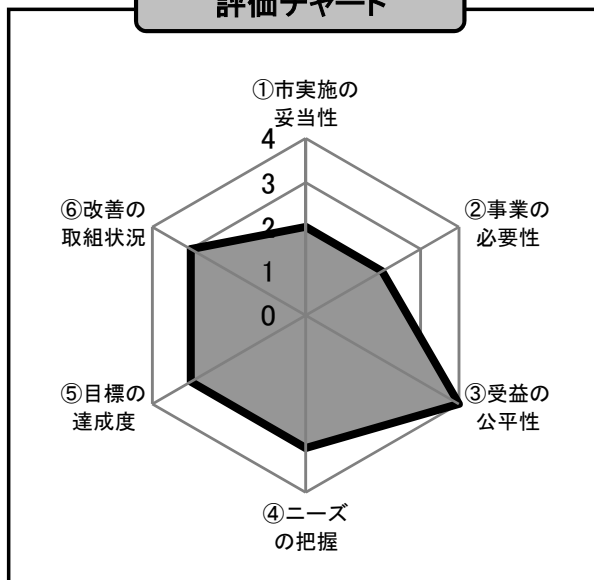 評価チャート
①市実施の
妥当性
4
3
2
1
0
②事業の
必要性
③受益の
公平性
④ニーズ
の把握
⑤目標の
達成度
⑥改善の
取組状況